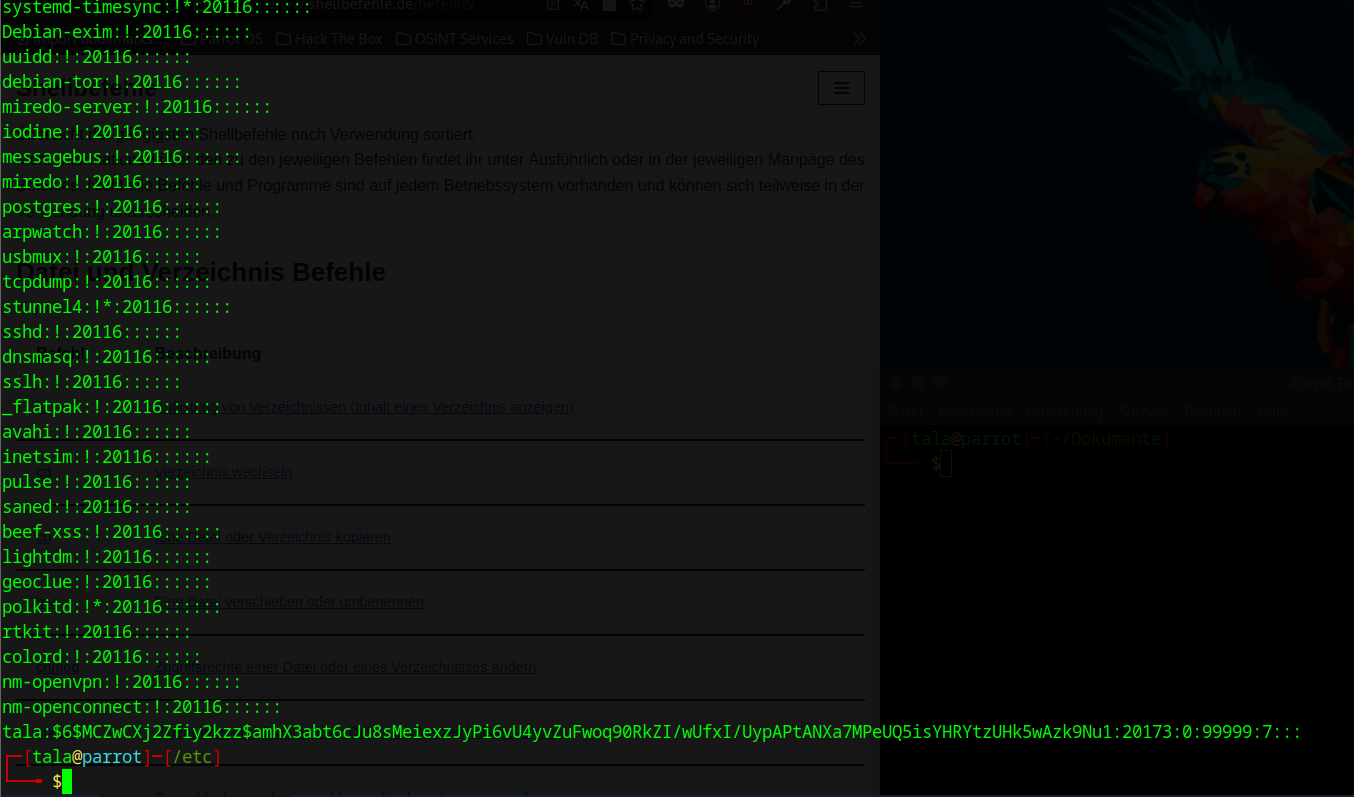 systemd-timesync:!*:20116::::::
Debian-exim:!:20116::::::
uuidd:!:20116::::::
debian-tor:!:20116::::::
miredo-server:!:20116::::::
iodine:!:20116::::::
messagebus:!:20116::::::
miredo:!:20116::::::
postgres:!:20116::::::
arpwatch:!:20116::::::
usbmux:!:20116::::::
tcpdump:!:20116::::::
stunnel4:!*:20116::::::
sshd:!:20116::::::
dnsmasq:!:20116::::::
sslh:!:20116::::::
_flatpak:!:20116::::::
avahi:!:20116::::::
inetsim:!:20116::::::
pulse:!:20116::::::
saned:!:20116::::::
beef-xss:!:20116::::::
lightdm:!:20116::::::
geoclue:!:20116::::::
polkitd:!*:20116::::::
rtkit:!:20116::::::
colord:!:20116::::::
nm-openvpn:!:20116::::::
nm-openconnect:!:20116::::::
tala:$6$MCZwCXj2Zfiy2kzz$amhX3abt6cJu8sMeiexzJyPi6vU4yvZuFwoq90RkZI/wUfxI/UypAPtANXa7MPeUQ5isYHRYtzUHk5wAzk9Nu1:20173:0:99999:7:::
[tala@parrot]─[/etc]
$
shellbefehle.de/befehle/
Parrot OS Hack The Box OSINT Services Vuln DB Privacy and Security
Shellbefehle
Shellbefehle nach Verwendung sortiert.
zu den jeweiligen Befehlen findet ihr unter Ausführlich oder in der jeweiligen Manpage des
und Programme sind auf jedem Betriebssystem vorhanden und können sich teilweise in der
Datei und Verzeichnis Befehle
Beschreibung
von Verzeichnissen (Inhalt eines Verzeichnis anzeigen)
cd Verzeichnis wechseln
oder Verzeichnis kopieren
Datei verschieben oder umbenennen
chmod Zugriffsrechte einer Datei oder eines Verzeichnisses ändern
Parrot Te
Datei Bearbeiten Darstellung Suchen Terminal Hilfe
[tala@parrot]─[~/Dokumente]
$